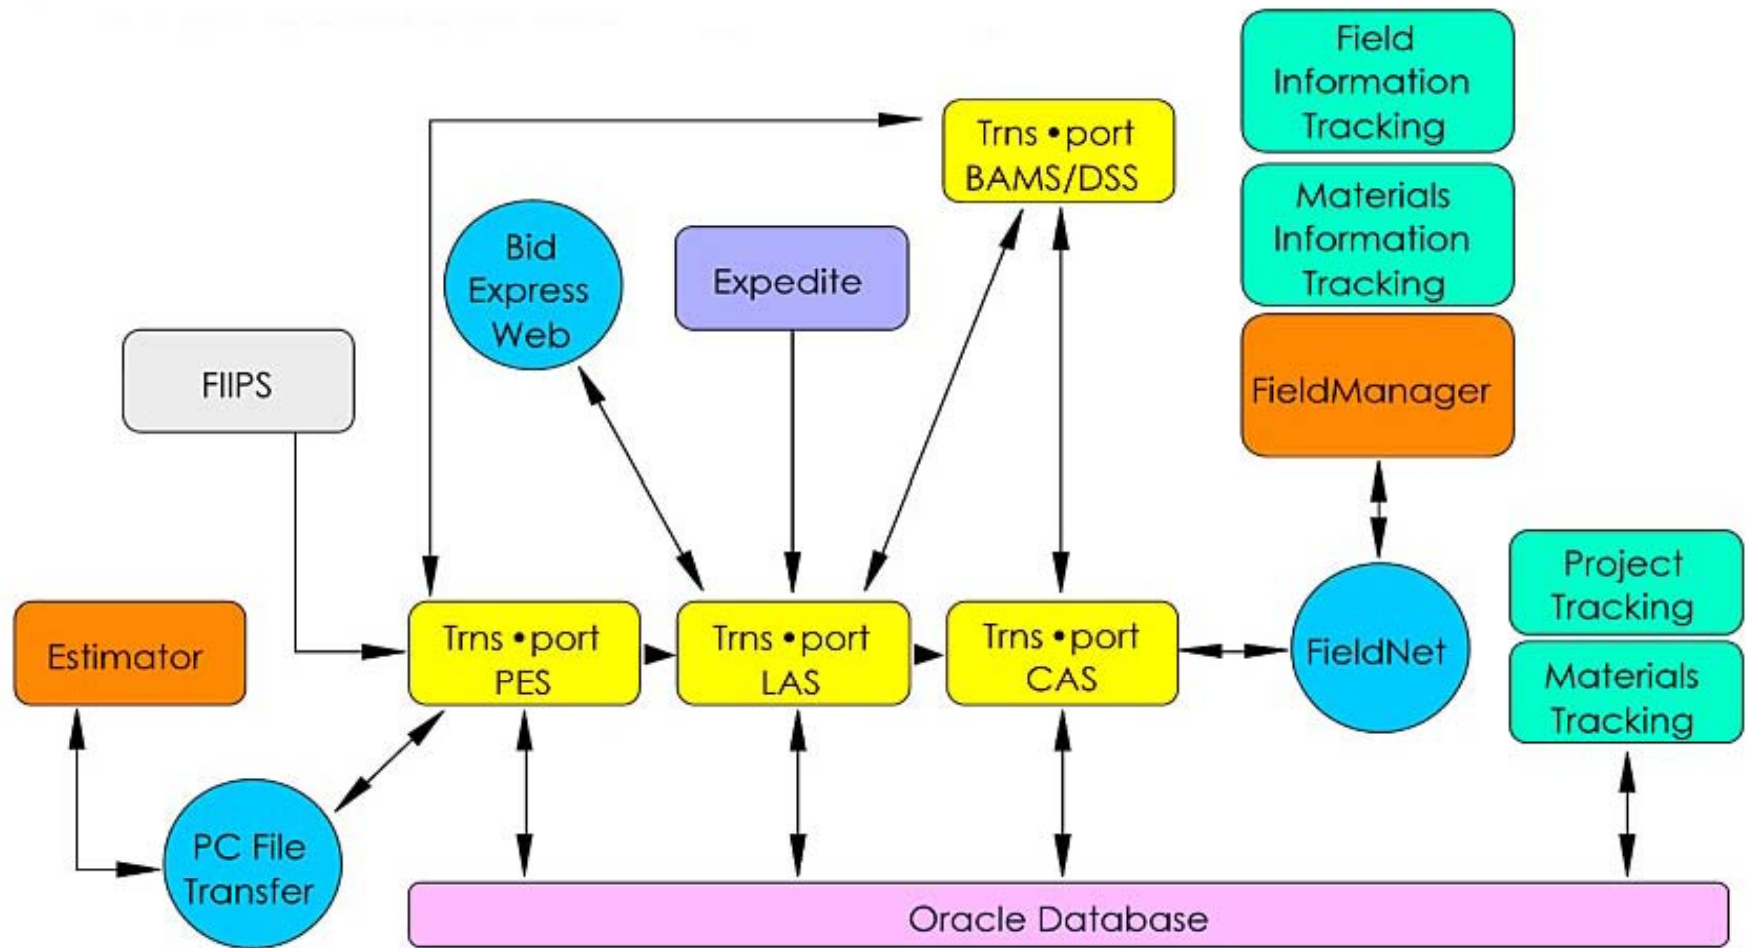 Field
Information
Tracking
Trns•port
BAMS/DSS
Materials
Information
Tracking
Bid
Express
Web
Expedite
FIIPS
FieldManager
Project
Tracking
Estimator
Trns•port
PES
Trns•port
LAS
Trns•port
CAS
FieldNet
Materials
Tracking
PC File
Transfer
Oracle Database